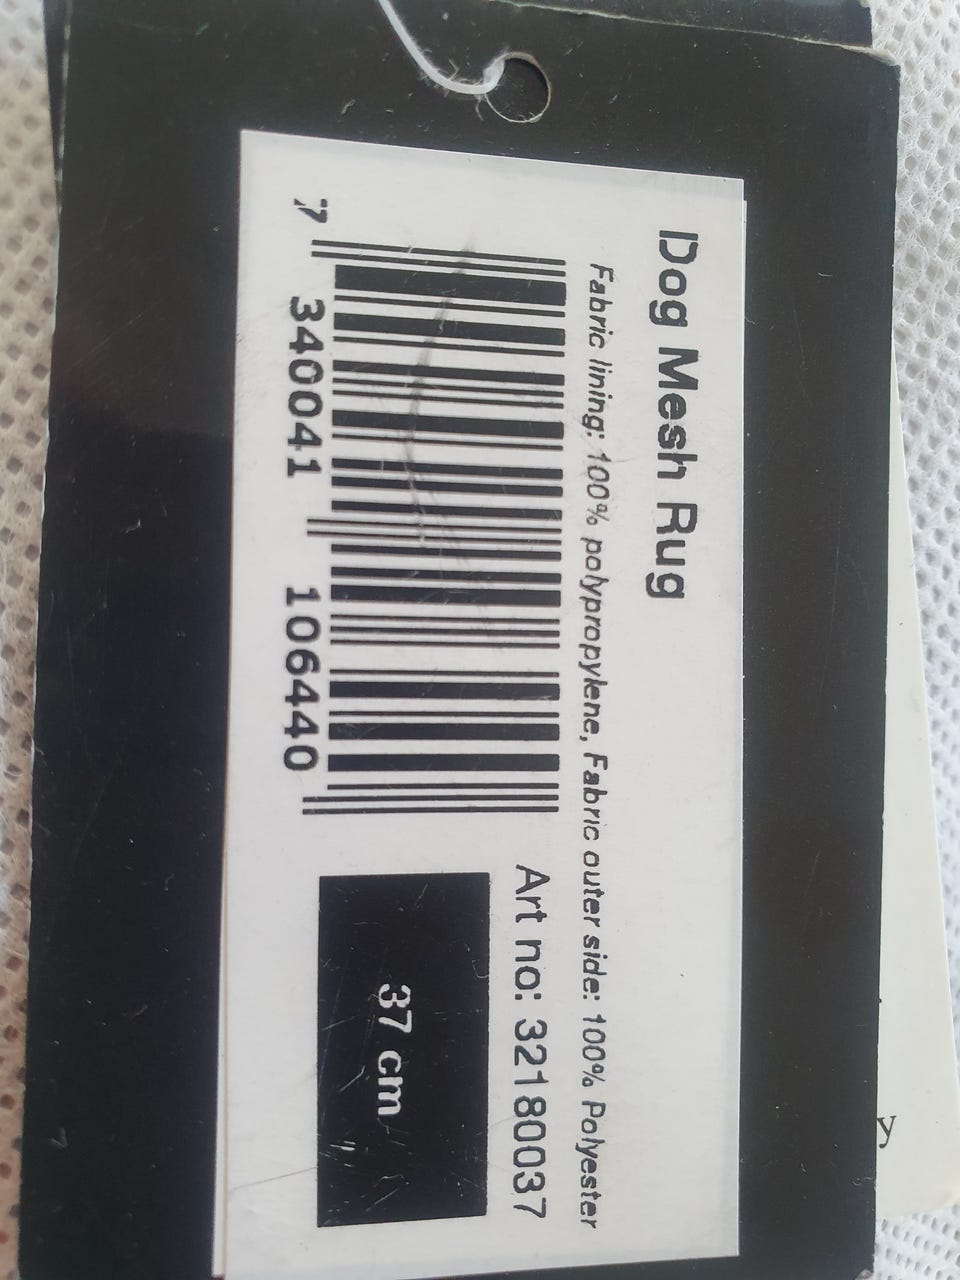 Dog Mesh Rug
Fabric lining: 100% polypropylene, Fabric outer side: 100% Polyester
Art no: 32180037
37 cm
7 340041 106440
y